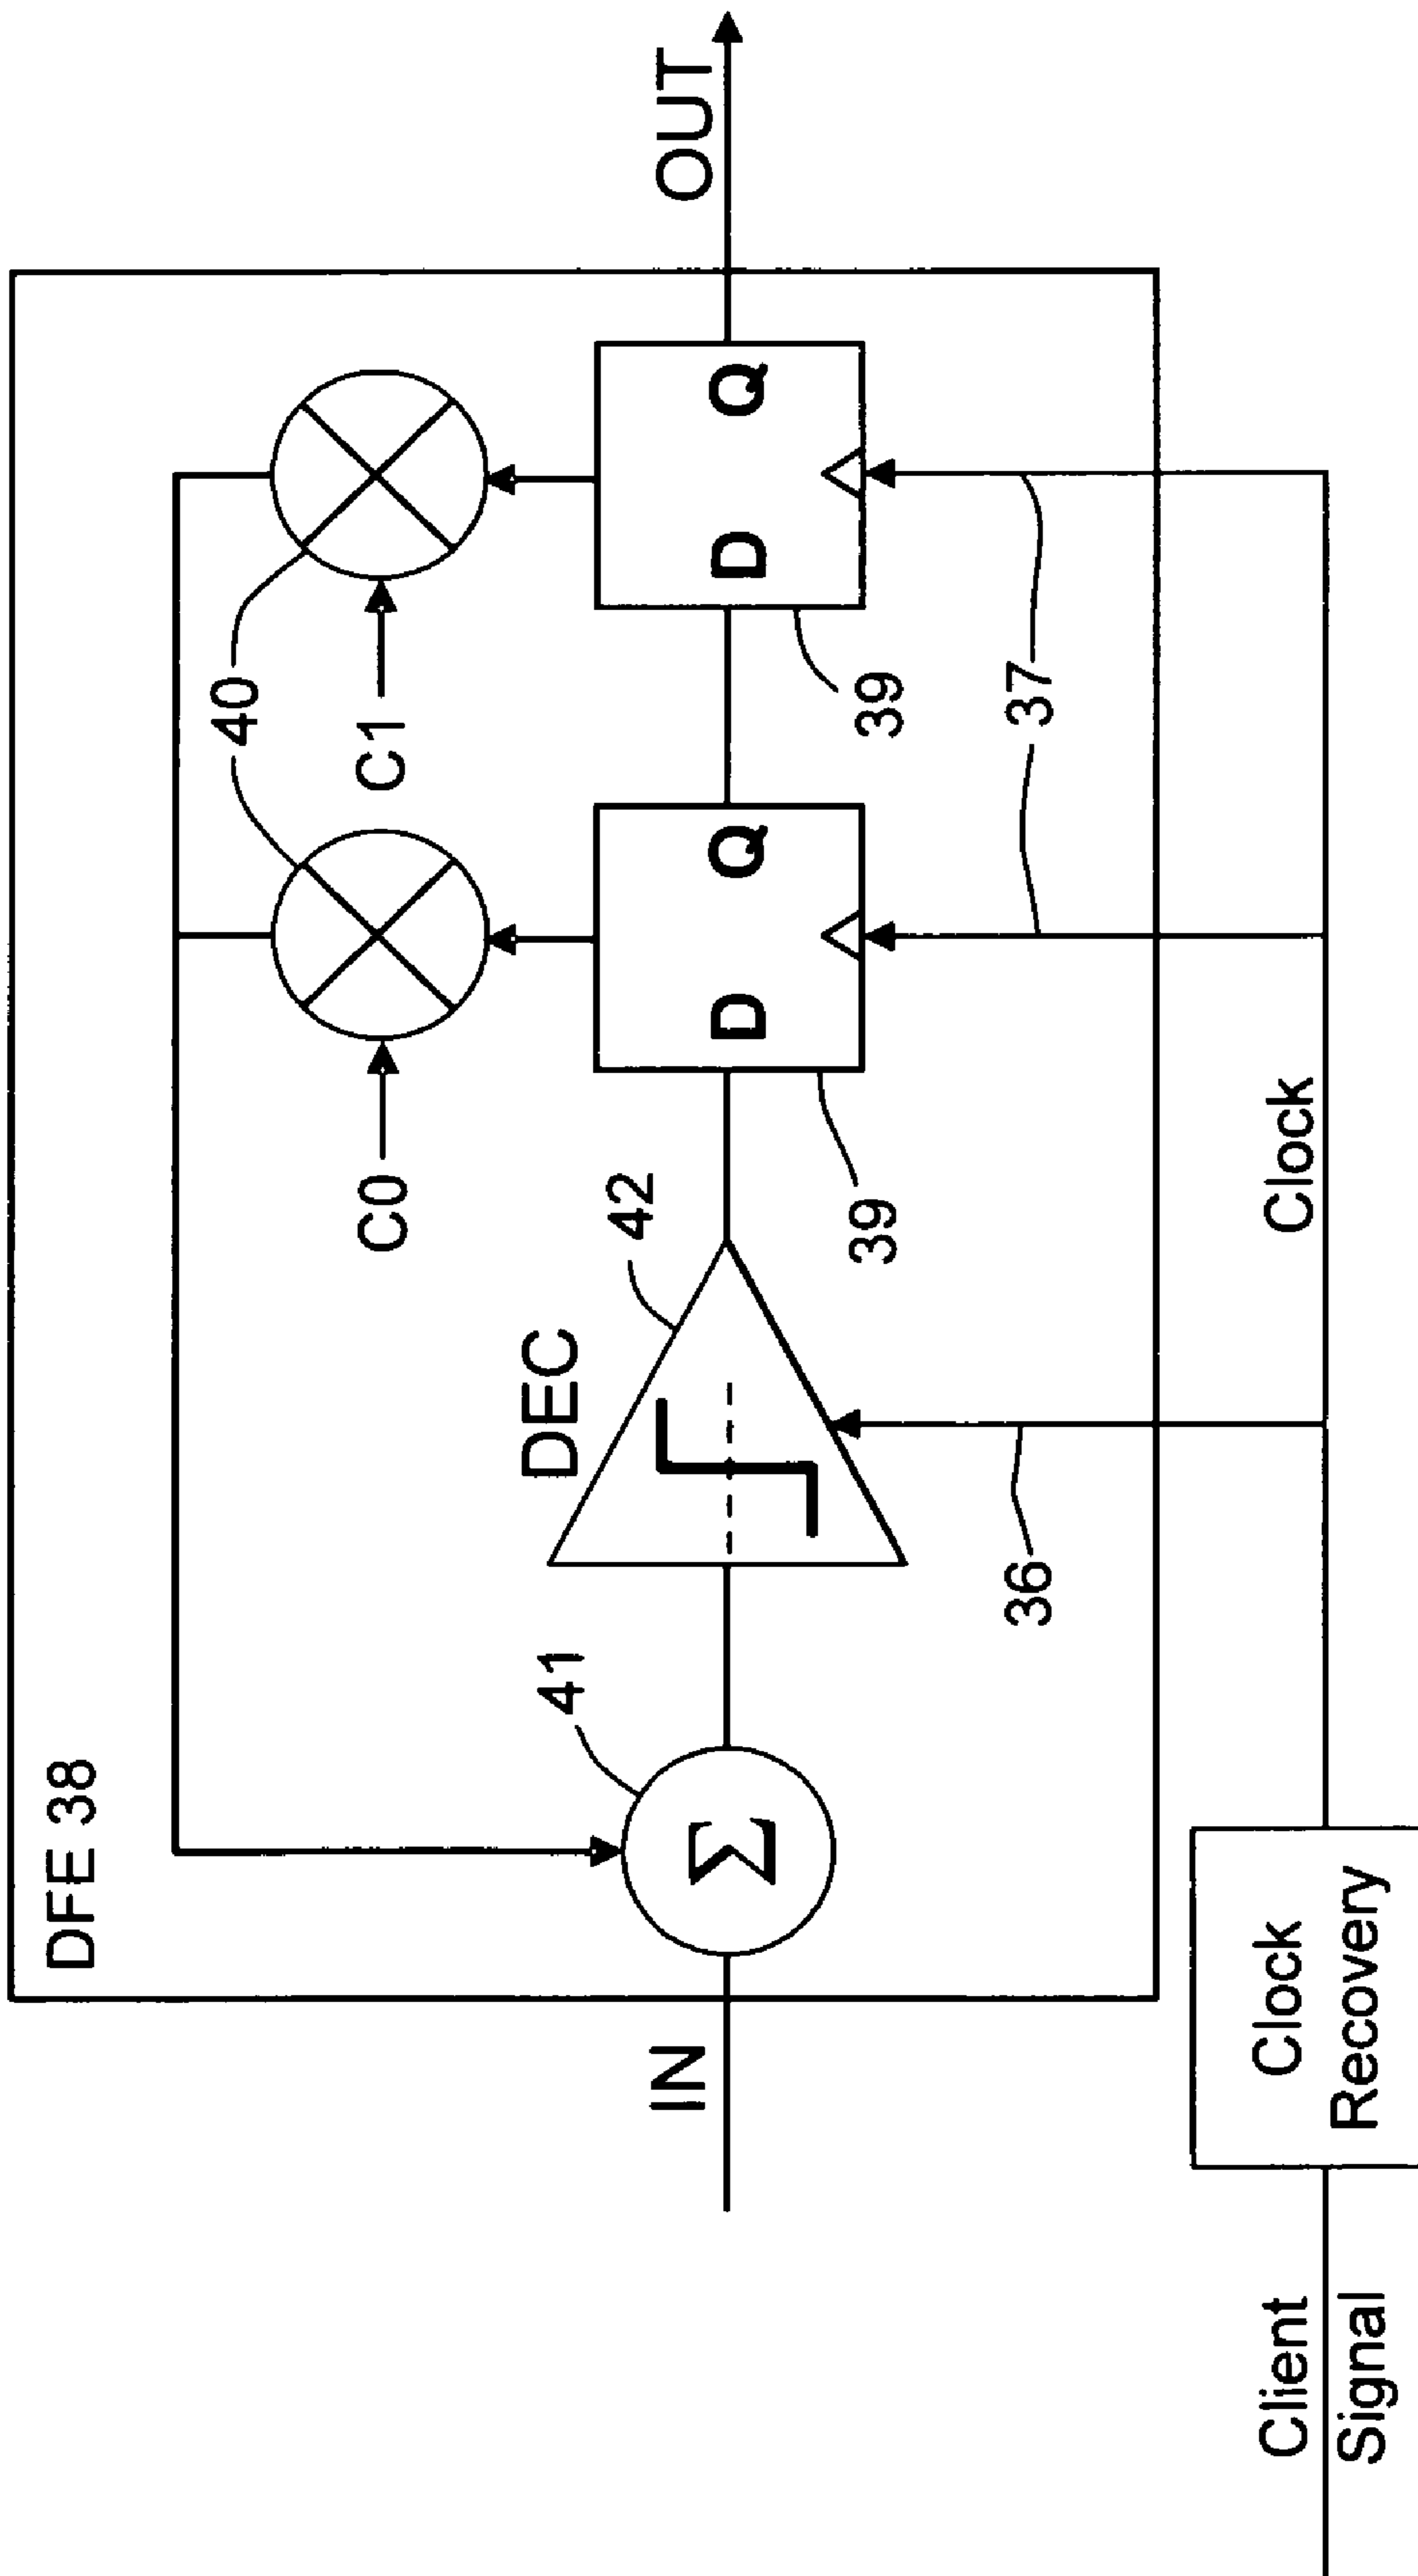 DFE 38
40
C0
C1
DEC
42
41
IN
D Q
D Q
OUT
39
39
36
37
Clock
Clock
Recovery
Client
Signal
Σ